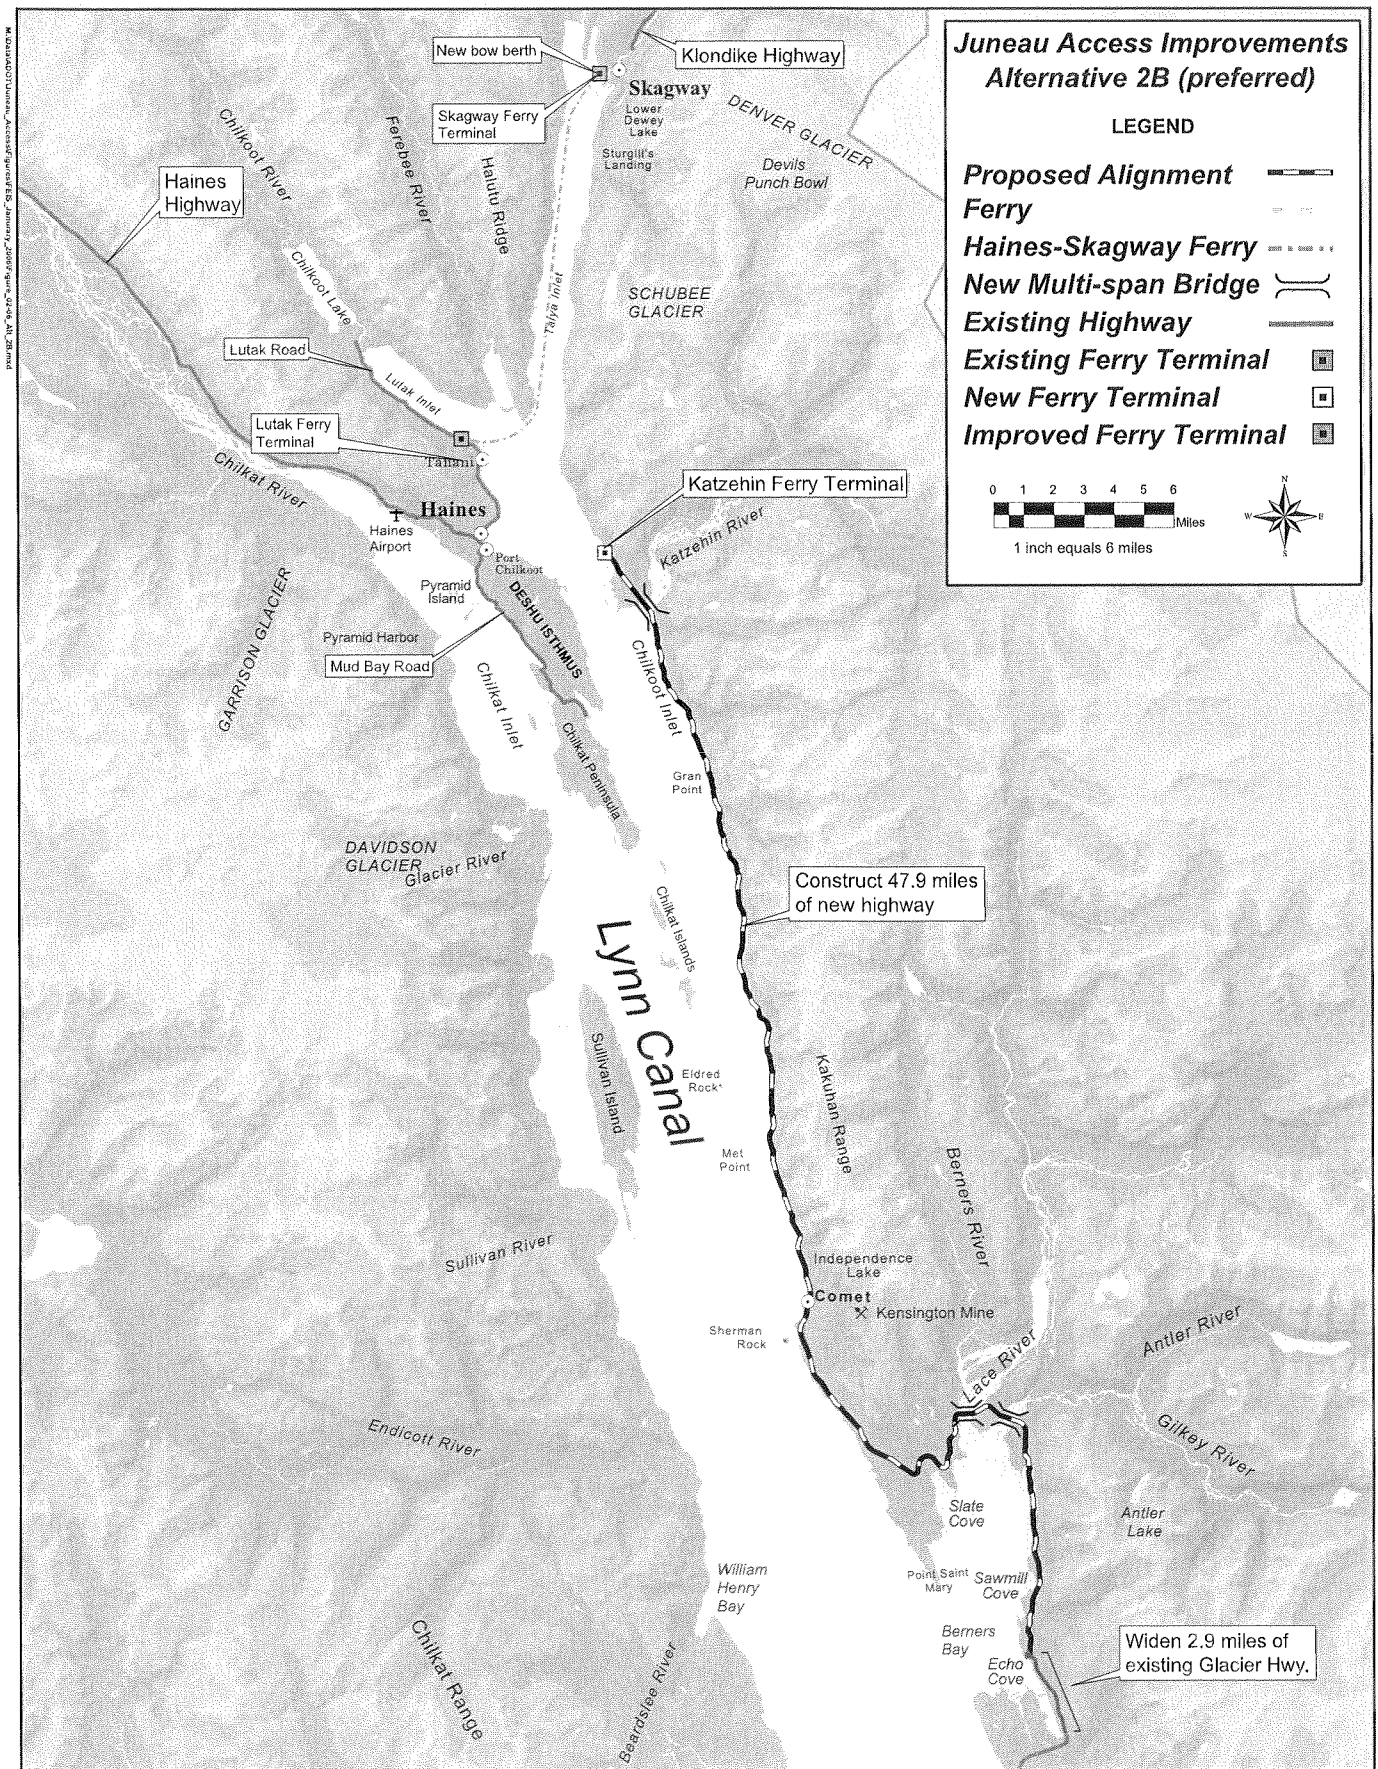 Juneau Access Improvements
Alternative 2B (preferred)
LEGEND
Proposed Alignment
Ferry
Haines-Skagway Ferry
New Multi-span Bridge
Existing Highway
Existing Ferry Terminal
New Ferry Terminal
Improved Ferry Terminal
0 1 2 3 4 5 6
Miles
1 inch equals 6 miles
N
W
E
S
New bow berth
Klondike Highway
Skagway
Skagway Ferry
Terminal
Lower
Dewey
Lake
Sturgill's
Landing
DENVER GLACIER
Devils
Punch Bowl
Chilkoot River
Ferebee River
Halutu Ridge
Haines
Highway
Chilkoot Lake
Taiya Inlet
SCHUBEE
GLACIER
Lutak Road
Lutak Inlet
Lutak Ferry
Terminal
Tanani
Chilkat River
Katzehin Ferry Terminal
Haines
Haines
Airport
Port
Chilkoot
Katzehin River
Pyramid
Island
DESHU ISTHMUS
GARRISON GLACIER
Pyramid Harbor
Mud Bay Road
Chilkat Inlet
Chilkoot Inlet
Chilkat Peninsula
Gran
Point
DAVIDSON
GLACIER
Glacier River
Construct 47.9 miles
of new highway
Chilkat Islands
Lynn Canal
Sullivan Island
Eldred
Rock
Kakuhan Range
Met
Point
Berners River
Sullivan River
Independence
Lake
Comet
Kensington Mine
Sherman
Rock
Antler River
Lace River
Endicott River
Gilkey River
Slate
Cove
Antler
Lake
William
Henry
Bay
Point Saint
Mary
Sawmill
Cove
Berners
Bay
Echo
Cove
Widen 2.9 miles of
existing Glacier Hwy.
Chilkat Range
Beardslee River